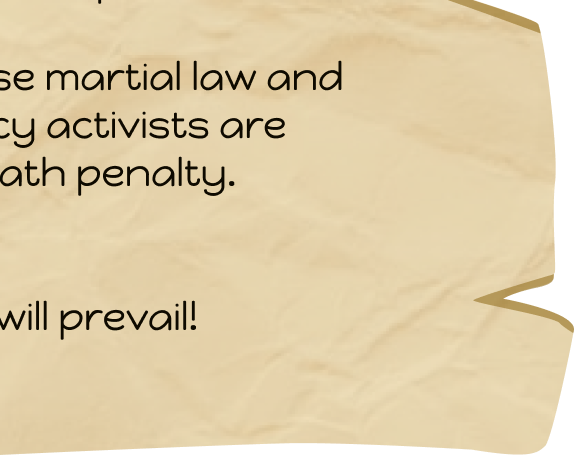 se martial law and
cy activists are
ath penalty.
will prevail!